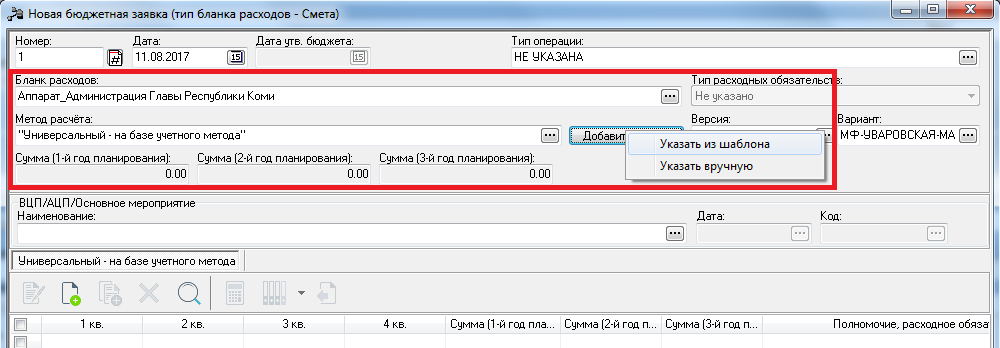 Новая бюджетная заявка (тип бланка расходов - Смета)
Номер: Дата: Дата утв. бюджета: Тип операции:
1 11.08.2017 15 15 НЕ УКАЗАНА ...
Бланк расходов: Тип расходных обязательств:
Аппарат_Администрация Главы Республики Коми ... Не указано
Метод расчёта: Версия: Вариант:
"Универсальный - на базе учетного метода" ... Добавить ... МФ-УВАРОВСКАЯ-МА ...
Указать из шаблона
Указать вручную
Сумма (1-й год планирования): Сумма (2-й год планирования): Сумма (3-й год планирования):
0.00 0.00 0.00
ВЦП/АЦП/Основное мероприятие
Наименование: Дата: Код:
... ... ...
Универсальный - на базе учетного метода
1 кв. 2 кв. 3 кв. 4 кв. Сумма (1-й год пла... Сумма (2-й год п... Сумма (3-й год п... Полномочие, расходное обяза